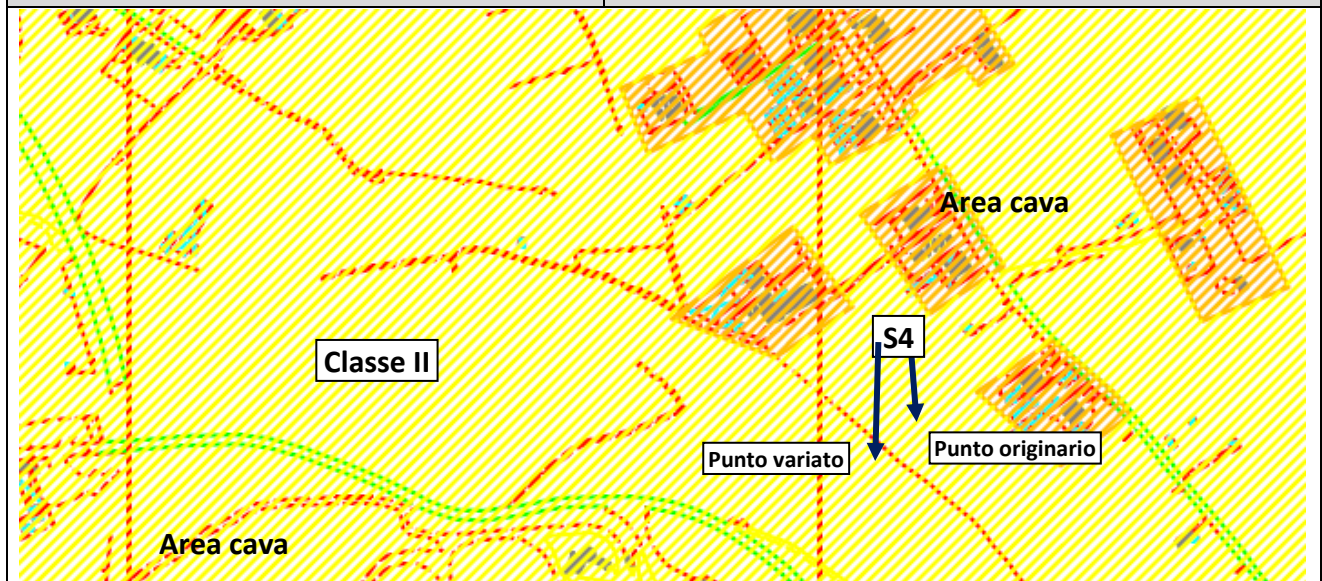 Area cava
S4
Classe II
Punto originario
Punto variato
Area cava